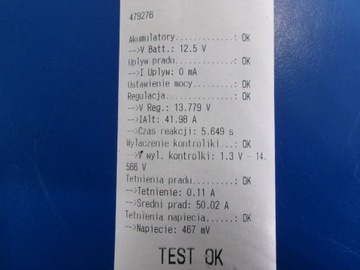 479276
Akumulatory..........: OK
-->V Batt.: 12.5 V
Uplyw pradu..........: OK
-->I Uplyw: 0 mA
Ustawienie mocy......: OK
Regulacja............: OK
-->V Reg.: 13.779 V
-->IAlt: 41.98 A
-->Czas reakcji: 5.649 s
Wylaczenie kontrolki ..: OK
-->V wyl. kontrolki: 1.3 V - 14.
566 V
Tetnienia pradu.......: OK
-->Tetnienie: 0.11 A
-->Sredni prad: 50.02 A
Tetnienia napiecia....: OK
-->Napiecie: 467 mV
TEST OK